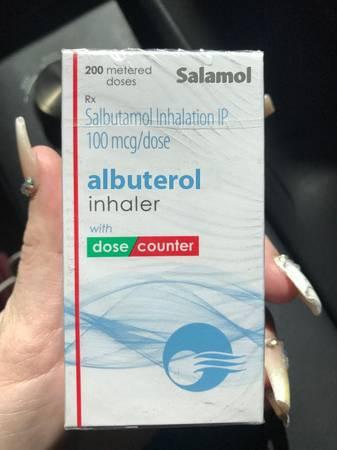 200 metered
doses
Salamol
Rx
Salbutamol Inhalation IP
100 mcg/dose
albuterol
inhaler
with
dose counter